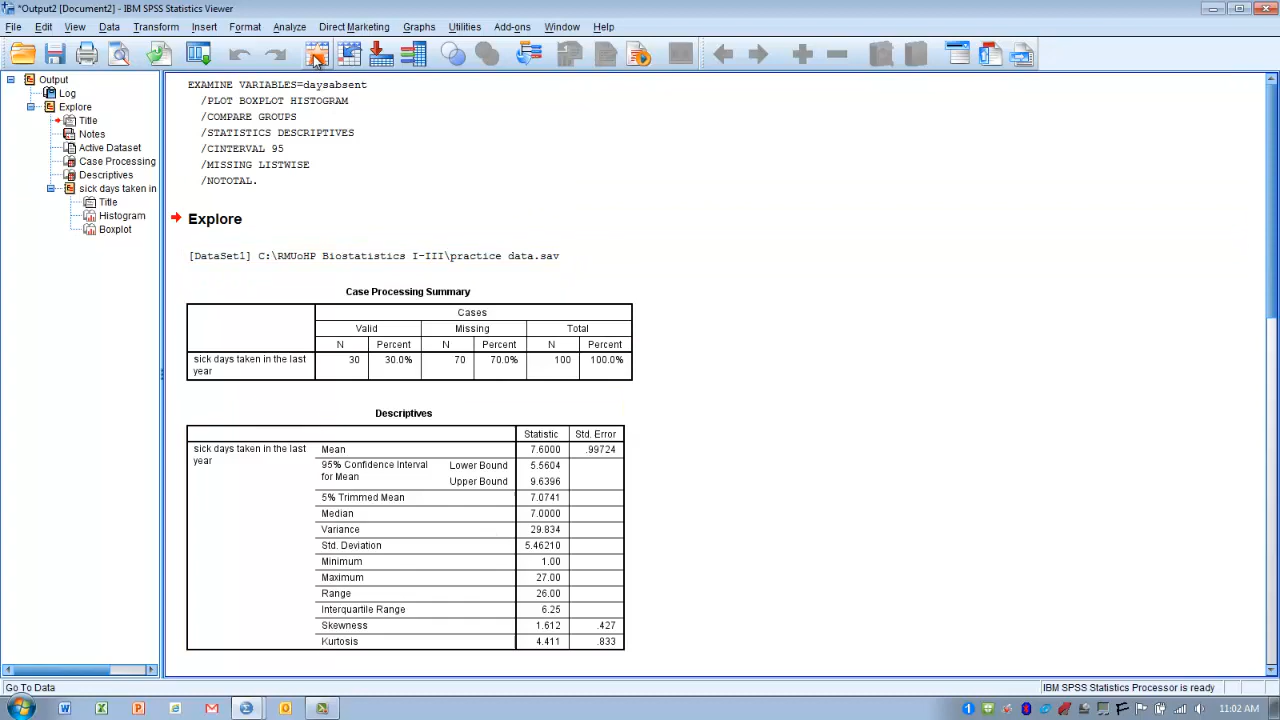 *Output2 [Document2] - IBM SPSS Statistics Viewer
File Edit View Data Transform Insert Format Analyze Direct Marketing Graphs Utilities Add-ons Window Help
Output
Log
Explore
Title
Notes
Active Dataset
Case Processing
Descriptives
sick days taken in
Title
Histogram
Boxplot
EXAMINE VARIABLES=daysabsent
/PLOT BOXPLOT HISTOGRAM
/COMPARE GROUPS
/STATISTICS DESCRIPTIVES
/CINTERVAL 95
/MISSING LISTWISE
/NOTOTAL.
Explore
[DataSet1] C:\RMUoHP Biostatistics I-III\practice data.sav
Case Processing Summary
Cases
Valid Missing Total
N Percent N Percent N Percent
sick days taken in the last year 30 30.0% 70 70.0% 100 100.0%
Descriptives
Statistic Std. Error
sick days taken in the last year Mean 7.6000 .99724
95% Confidence Interval for Mean Lower Bound 5.5604
Upper Bound 9.6396
5% Trimmed Mean 7.0741
Median 7.0000
Variance 29.834
Std. Deviation 5.46210
Minimum 1.00
Maximum 27.00
Range 26.00
Interquartile Range 6.25
Skewness 1.612 .427
Kurtosis 4.411 .833
Go To Data
IBM SPSS Statistics Processor is ready
11:02 AM